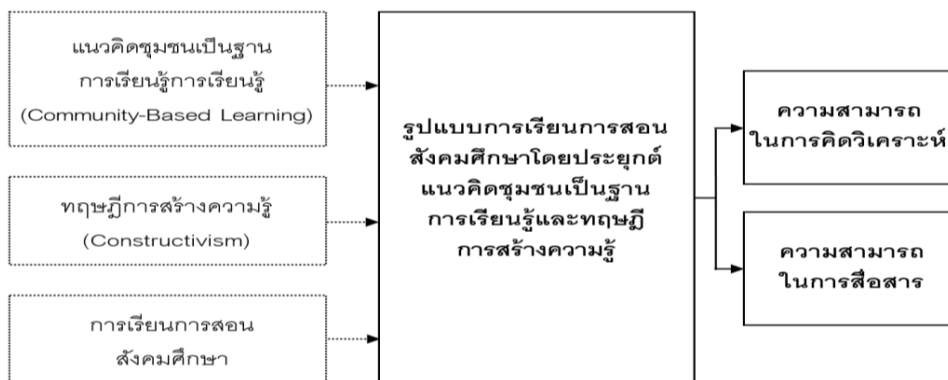 แนวคิดชุมชนเป็นฐาน
การเรียนรู้การเรียนรู้
(Community-Based Learning)
ทฤษฎีการสร้างความรู้
(Constructivism)
การเรียนการสอน
สังคมศึกษา
รูปแบบการเรียนการสอน
สังคมศึกษาโดยประยุกต์
แนวคิดชุมชนเป็นฐาน
การเรียนรู้และทฤษฎี
การสร้างความรู้
ความสามารถ
ในการคิดวิเคราะห์
ความสามารถ
ในการสื่อสาร